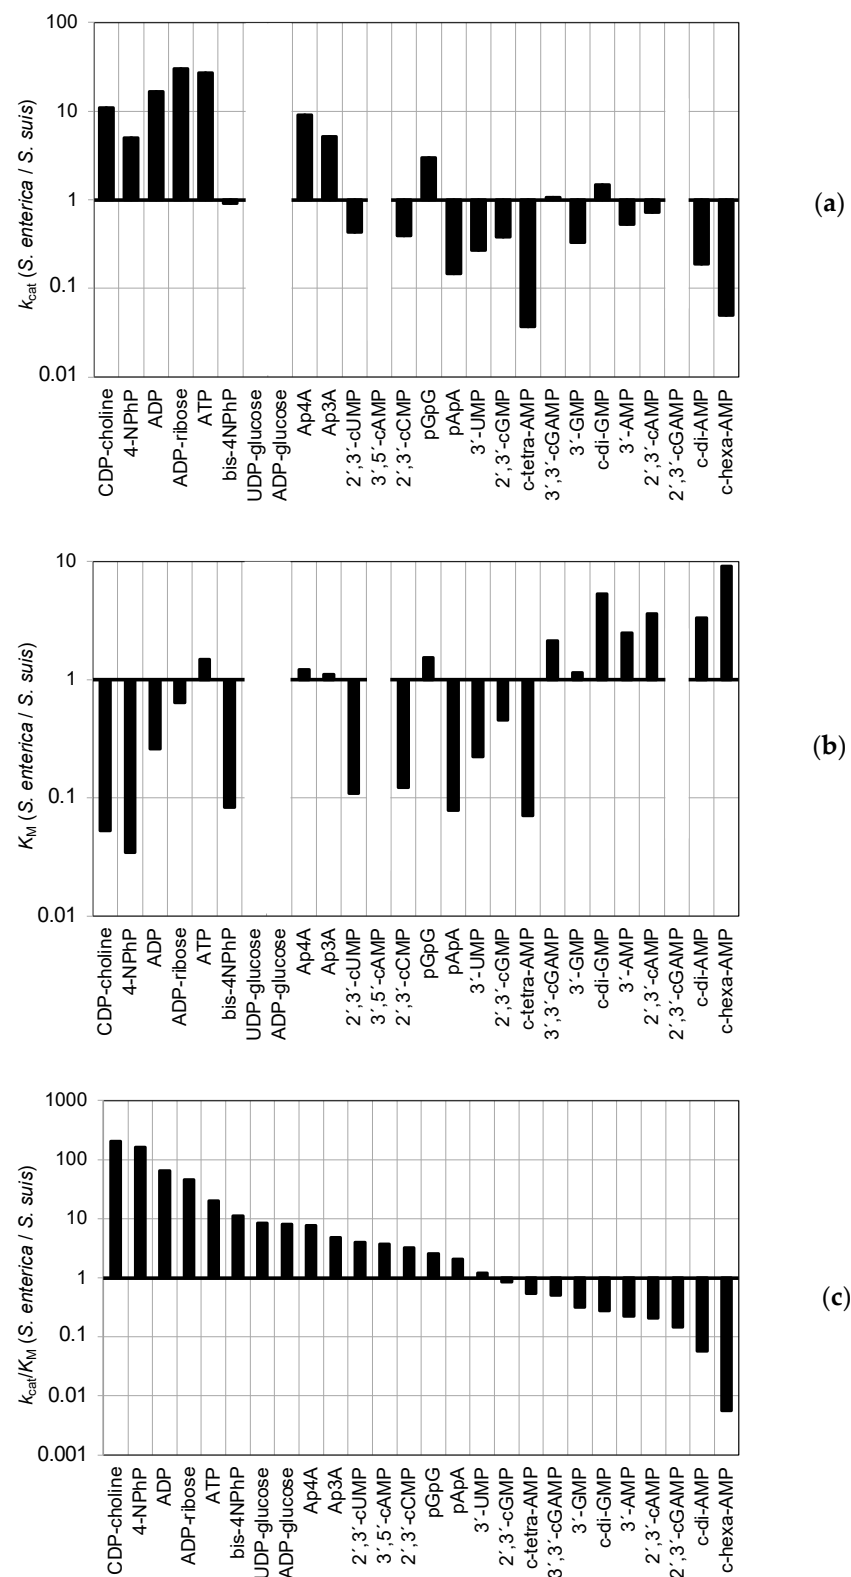 100
10
1
0.1
0.01
kcat (S. enterica / S. suis)
CDP-choline
4-NPhP
ADP
ADP-ribose
ATP
bis-4NPhP
UDP-glucose
ADP-glucose
Ap4A
Ap3A
2´,3´-cUMP
3´,5´-cAMP
2´,3´-cCMP
pGpG
pApA
3´-UMP
2´,3´-cGMP
c-tetra-AMP
3´,3´-cGAMP
3´-GMP
c-di-GMP
3´-AMP
2´,3´-cAMP
2´,3´-cGAMP
c-di-AMP
c-hexa-AMP
(a)
10
1
0.1
0.01
KM (S. enterica / S. suis)
CDP-choline
4-NPhP
ADP
ADP-ribose
ATP
bis-4NPhP
UDP-glucose
ADP-glucose
Ap4A
Ap3A
2´,3´-cUMP
3´,5´-cAMP
2´,3´-cCMP
pGpG
pApA
3´-UMP
2´,3´-cGMP
c-tetra-AMP
3´,3´-cGAMP
3´-GMP
c-di-GMP
3´-AMP
2´,3´-cAMP
2´,3´-cGAMP
c-di-AMP
c-hexa-AMP
(b)
1000
100
10
1
0.1
0.01
0.001
kcat/KM (S. enterica / S. suis)
CDP-choline
4-NPhP
ADP
ADP-ribose
ATP
bis-4NPhP
UDP-glucose
ADP-glucose
Ap4A
Ap3A
2´,3´-cUMP
3´,5´-cAMP
2´,3´-cCMP
pGpG
pApA
3´-UMP
2´,3´-cGMP
c-tetra-AMP
3´,3´-cGAMP
3´-GMP
c-di-GMP
3´-AMP
2´,3´-cAMP
2´,3´-cGAMP
c-di-AMP
c-hexa-AMP
(c)